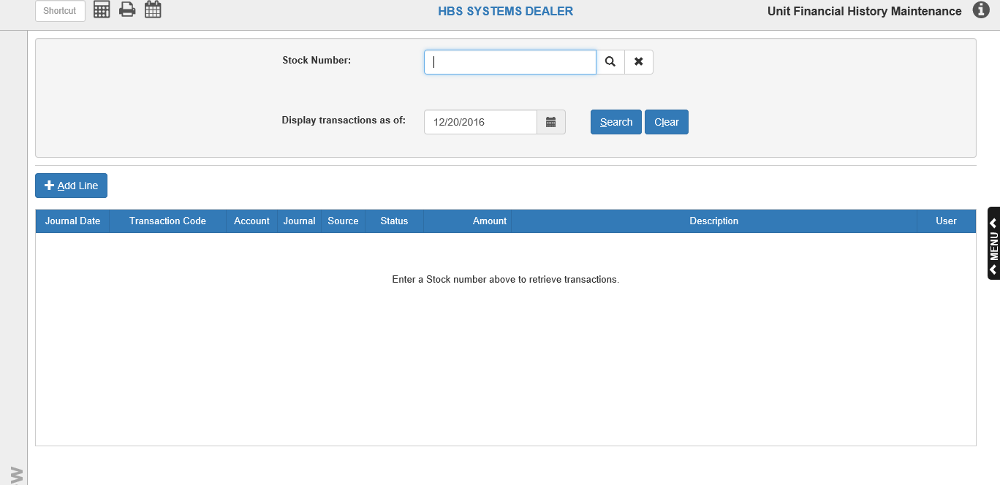 Shortcut
HBS SYSTEMS DEALER
Unit Financial History Maintenance
Stock Number:
Display transactions as of:
12/20/2016
Search
Clear
Add Line
Journal Date
Transaction Code
Account
Journal
Source
Status
Amount
Description
User
Enter a Stock number above to retrieve transactions.
MENU
W